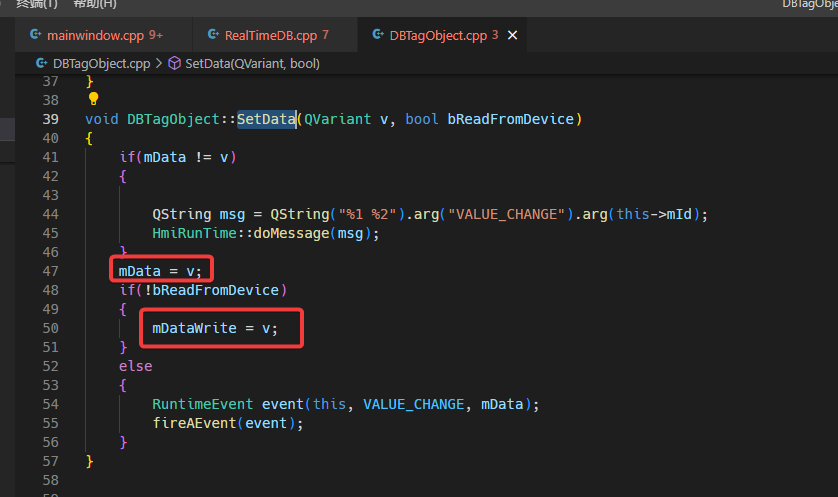 终端(T) 帮助(H) DBTagObje
mainwindow.cpp 9+ RealTimeDB.cpp 7 DBTagObject.cpp 3
DBTagObject.cpp > SetData(QVariant, bool)
37 }
38
39 void DBTagObject::SetData(QVariant v, bool bReadFromDevice)
40 {
41 if(mData != v)
42 {
43
44 QString msg = QString("%1 %2").arg("VALUE_CHANGE").arg(this->mId);
45 HmiRunTime::doMessage(msg);
46 }
47 mData = v;
48 if(!bReadFromDevice)
49 {
50 mDataWrite = v;
51 }
52 else
53 {
54 RuntimeEvent event(this, VALUE_CHANGE, mData);
55 fireAEvent(event);
56 }
57 }
58